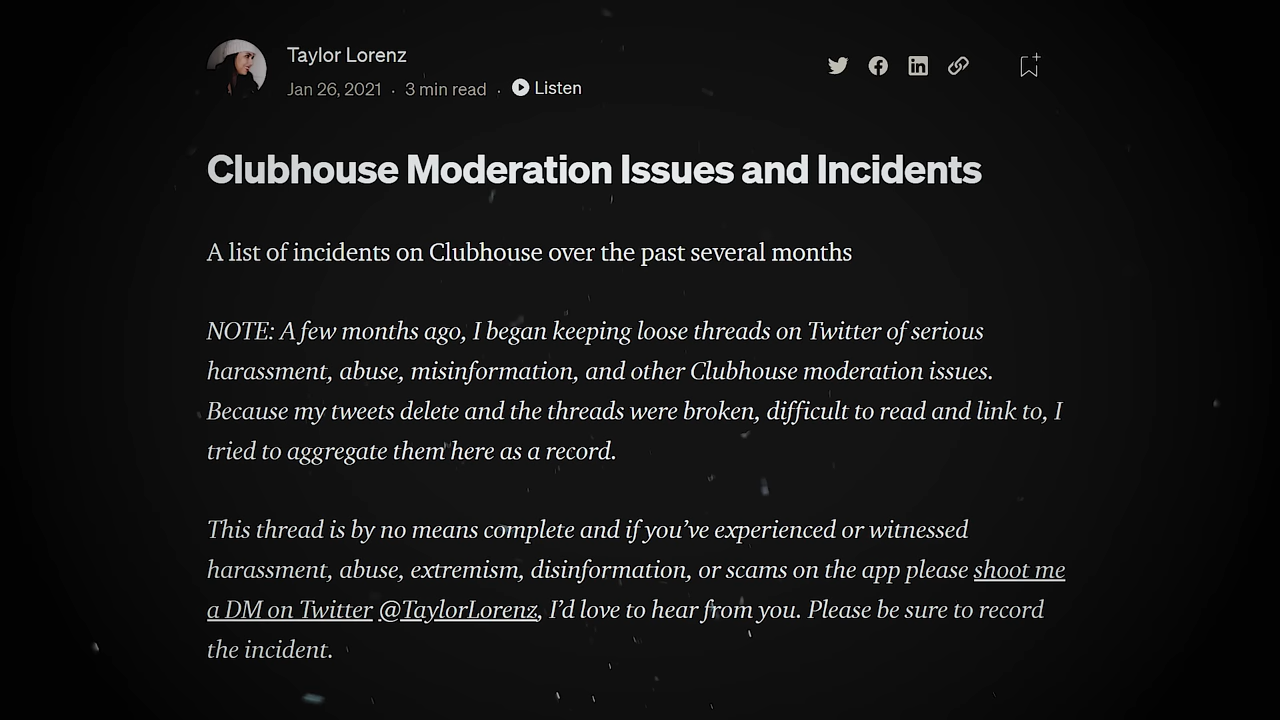 Taylor Lorenz
Jan 26, 2021 · 3 min read · Listen
Clubhouse Moderation Issues and Incidents
A list of incidents on Clubhouse over the past several months
NOTE: A few months ago, I began keeping loose threads on Twitter of serious
harassment, abuse, misinformation, and other Clubhouse moderation issues.
Because my tweets delete and the threads were broken, difficult to read and link to, I
tried to aggregate them here as a record.
This thread is by no means complete and if you’ve experienced or witnessed
harassment, abuse, extremism, disinformation, or scams on the app please shoot me
a DM on Twitter @TaylorLorenz, I’d love to hear from you. Please be sure to record
the incident.